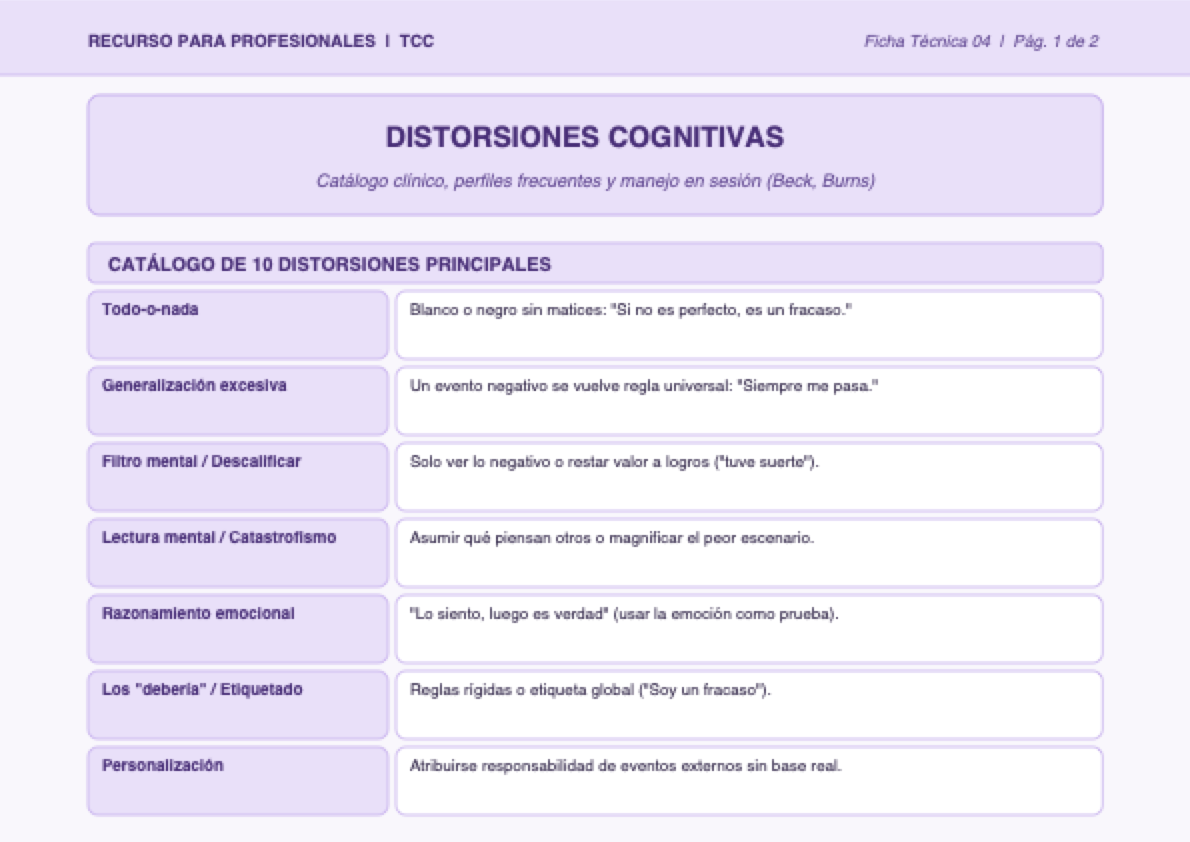 RECURSO PARA PROFESIONALES | TCC
Ficha Técnica 04 | Pág. 1 de 2
DISTORSIONES COGNITIVAS
Catálogo clínico, perfiles frecuentes y manejo en sesión (Beck, Burns)
CATÁLOGO DE 10 DISTORSIONES PRINCIPALES
Todo-o-nada
Blanco o negro sin matices: "Si no es perfecto, es un fracaso."
Generalización excesiva
Un evento negativo se vuelve regla universal: "Siempre me pasa."
Filtro mental / Descalificar
Solo ver lo negativo o restar valor a logros ("tuve suerte").
Lectura mental / Catastrofismo
Asumir qué piensan otros o magnificar el peor escenario.
Razonamiento emocional
"Lo siento, luego es verdad" (usar la emoción como prueba).
Los "debería" / Etiquetado
Reglas rígidas o etiqueta global ("Soy un fracaso").
Personalización
Atribuirse responsabilidad de eventos externos sin base real.